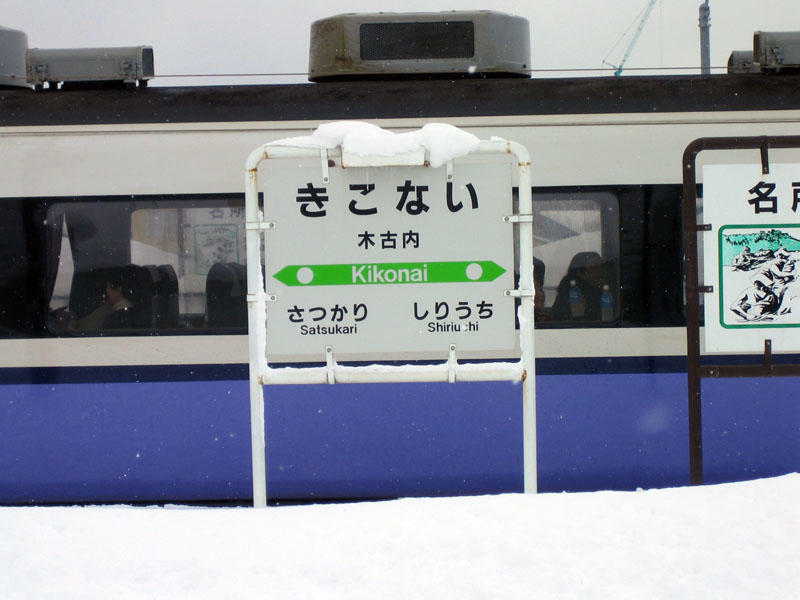 きこない
木古内
Kikonai
さつかり しりうち
Satsukari Shiriuchi
名所